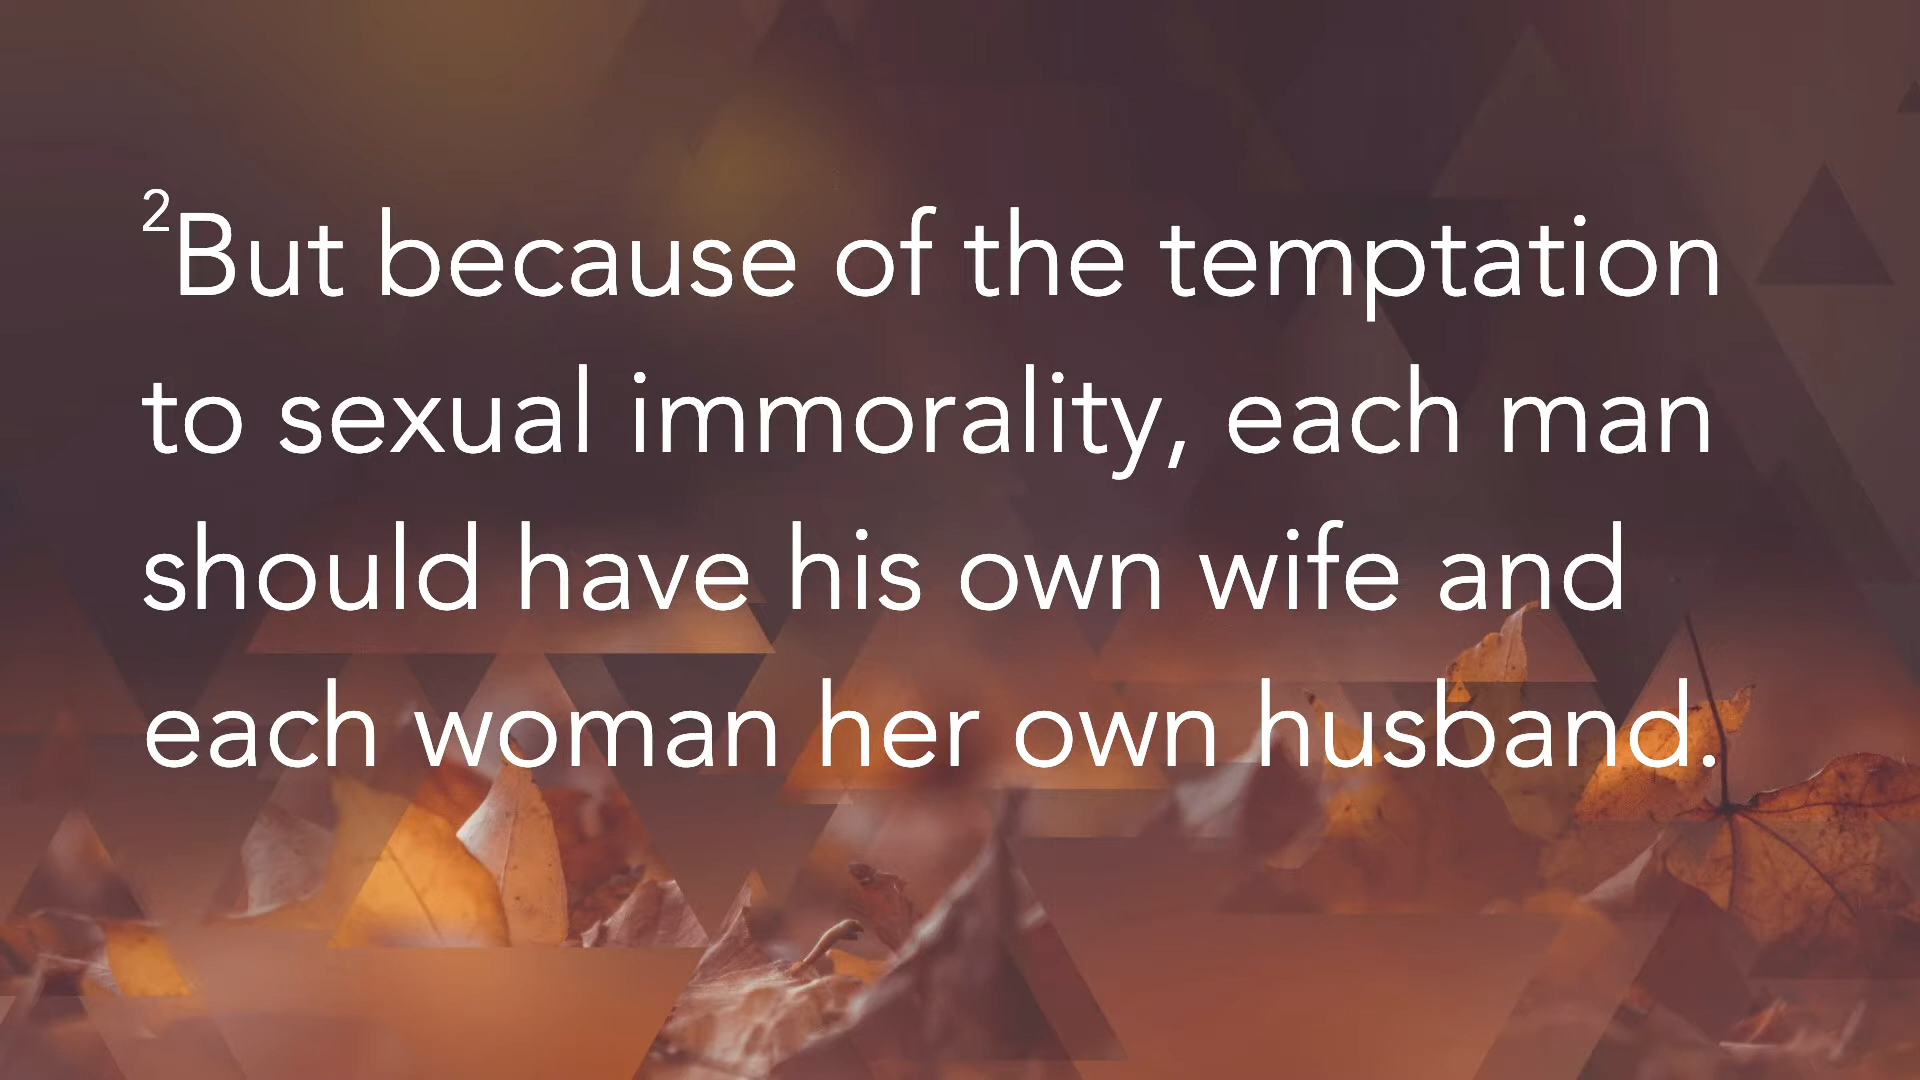 ²But because of the temptation
to sexual immorality, each man
should have his own wife and
each woman her own husband.